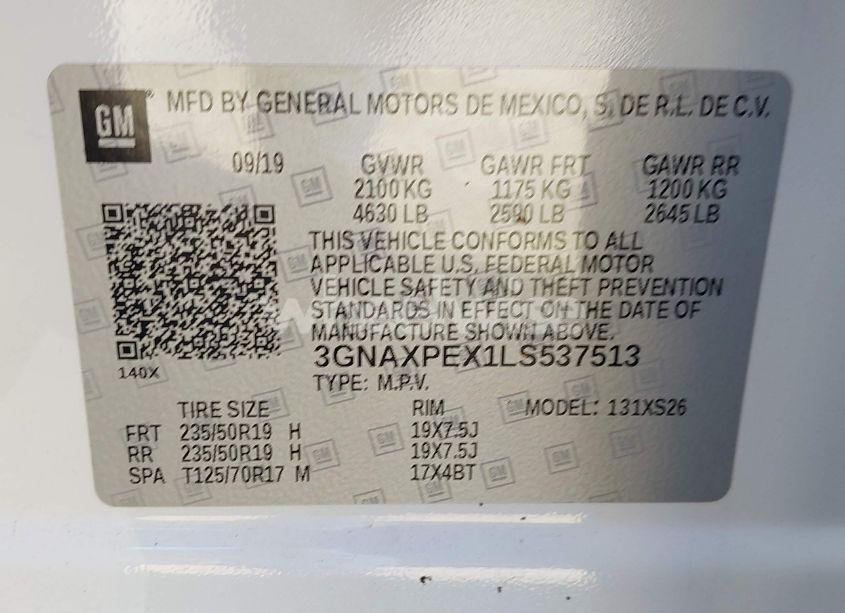 GM ® MFD BY GENERAL MOTORS DE MEXICO, S. DE R.L. DE C.V.
09/19 GVWR GAWR FRT GAWR RR
2100 KG 1175 KG 1200 KG
4630 LB 2590 LB 2645 LB
THIS VEHICLE CONFORMS TO ALL
APPLICABLE U.S. FEDERAL MOTOR
VEHICLE SAFETY AND THEFT PREVENTION
STANDARDS IN EFFECT ON THE DATE OF
MANUFACTURE SHOWN ABOVE.
3GNAXPEX1LS537513
140X
TYPE: M.P.V.
TIRE SIZE RIM MODEL: 131XS26
FRT 235/50R19 H 19X7.5J
RR 235/50R19 H 19X7.5J
SPA T125/70R17 M 17X4BT